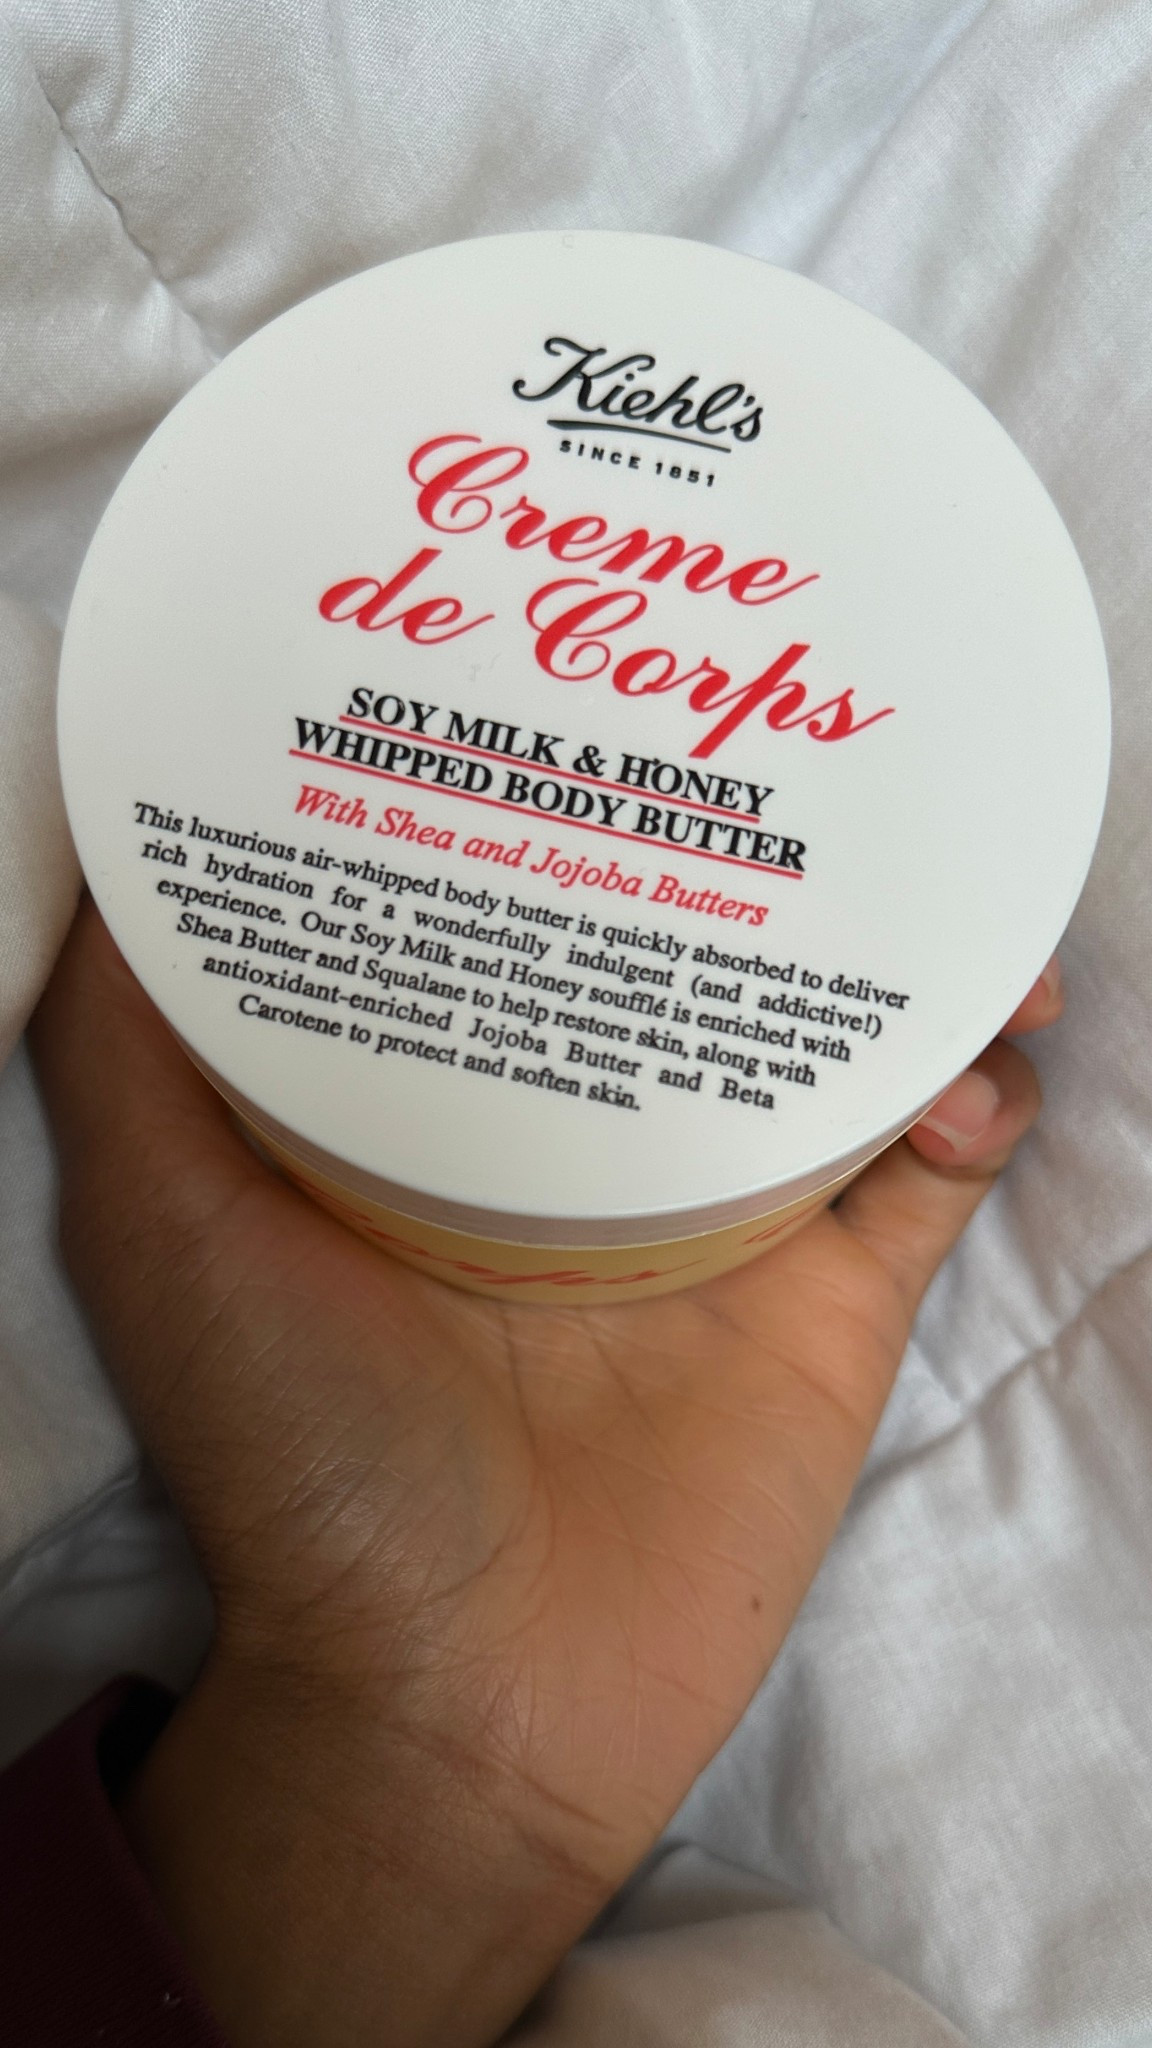 Kiehl's
SINCE 1851
Creme
de Corps
SOY MILK & HONEY
WHIPPED BODY BUTTER
With Shea and Jojoba Butters
This luxurious air-whipped body butter is quickly absorbed to deliver
rich hydration for a wonderfully indulgent (and addictive!)
experience. Our Soy Milk and Honey soufflé is enriched with
Shea Butter and Squalane to help restore skin, along with
antioxidant-enriched Jojoba Butter and Beta
Carotene to protect and soften skin.
Corps